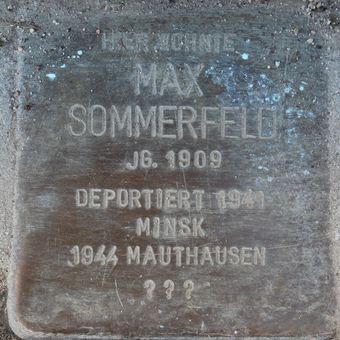 HIER WOHNTE
MAX
SOMMERFELD
JG. 1909
DEPORTIERT 1941
MINSK
1944 MAUTHAUSEN
? ? ?